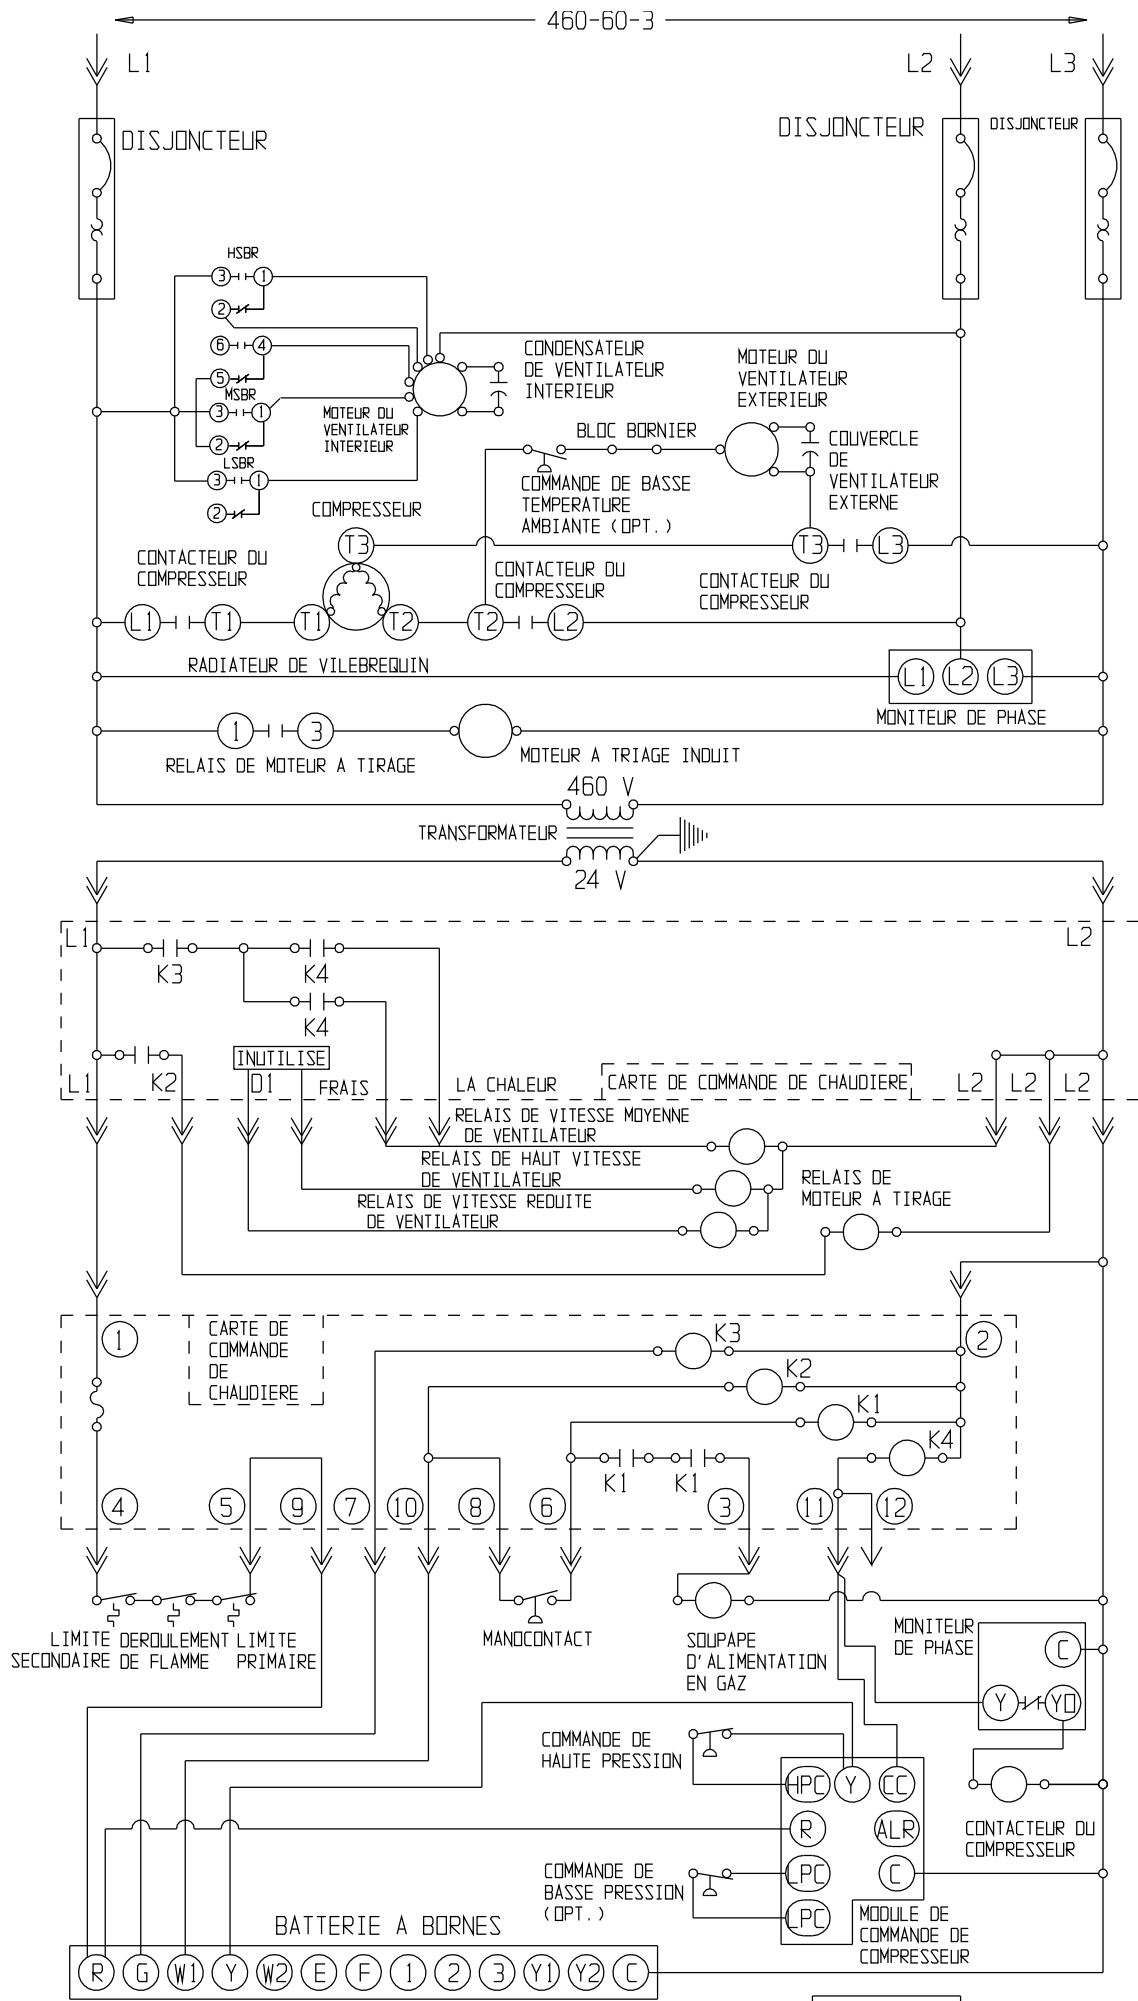 460-60-3
L1
L2
L3
DISJONCTEUR
DISJONCTEUR
DISJONCTEUR
HSBR
3 1
2
6 4
5
MSBR
3 1
2
LSBR
3 1
2
MOTEUR DU
VENTILATEUR
INTERIEUR
CONDENSATEUR
DE VENTILATEUR
INTERIEUR
MOTEUR DU
VENTILATEUR
EXTERIEUR
BLOC BORNIER
COUVERCLE
DE
VENTILATEUR
EXTERNE
COMMANDE DE BASSE
TEMPERATURE
AMBIANTE (OPT.)
COMPRESSEUR
T3
T3 L3
CONTACTEUR DU
COMPRESSEUR
CONTACTEUR DU
COMPRESSEUR
CONTACTEUR DU
COMPRESSEUR
L1 T1 T1 T2 T2 L2
RADIATEUR DE VILEBREQUIN
L1 L2 L3
MONITEUR DE PHASE
1 3
RELAIS DE MOTEUR A TIRAGE
MOTEUR A TRIAGE INDUIT
460 V
TRANSFORMATEUR
24 V
L1
L2
K3
K4
K4
L1
K2
INUTILISE
D1
FRAIS
LA CHALEUR
CARTE DE COMMANDE DE CHAUDIERE
L2 L2 L2
RELAIS DE VITESSE MOYENNE
DE VENTILATEUR
RELAIS DE HAUT VITESSE
DE VENTILATEUR
RELAIS DE VITESSE REDUITE
DE VENTILATEUR
RELAIS DE
MOTEUR A TIRAGE
1
CARTE DE
COMMANDE
DE
CHAUDIERE
K3
2
K2
K1
K4
K1 K1
4 5 9 7 10 8 6 3 11 12
LIMITE
SECONDAIRE
DEROULEMENT
DE FLAMME
LIMITE
PRIMAIRE
MANOCONTACT
SOUPAPE
D'ALIMENTATION
EN GAZ
MONITEUR
DE PHASE
C
Y YO
COMMANDE DE
HAUTE PRESSION
HPC Y CC
R ALR
LPC C
LPC
CONTACTEUR DU
COMPRESSEUR
COMMANDE DE
BASSE PRESSION
(OPT.)
MODULE DE
COMMANDE DE
COMPRESSEUR
BATTERIE A BORNES
R G W1 Y W2 E F 1 2 3 Y1 Y2 C